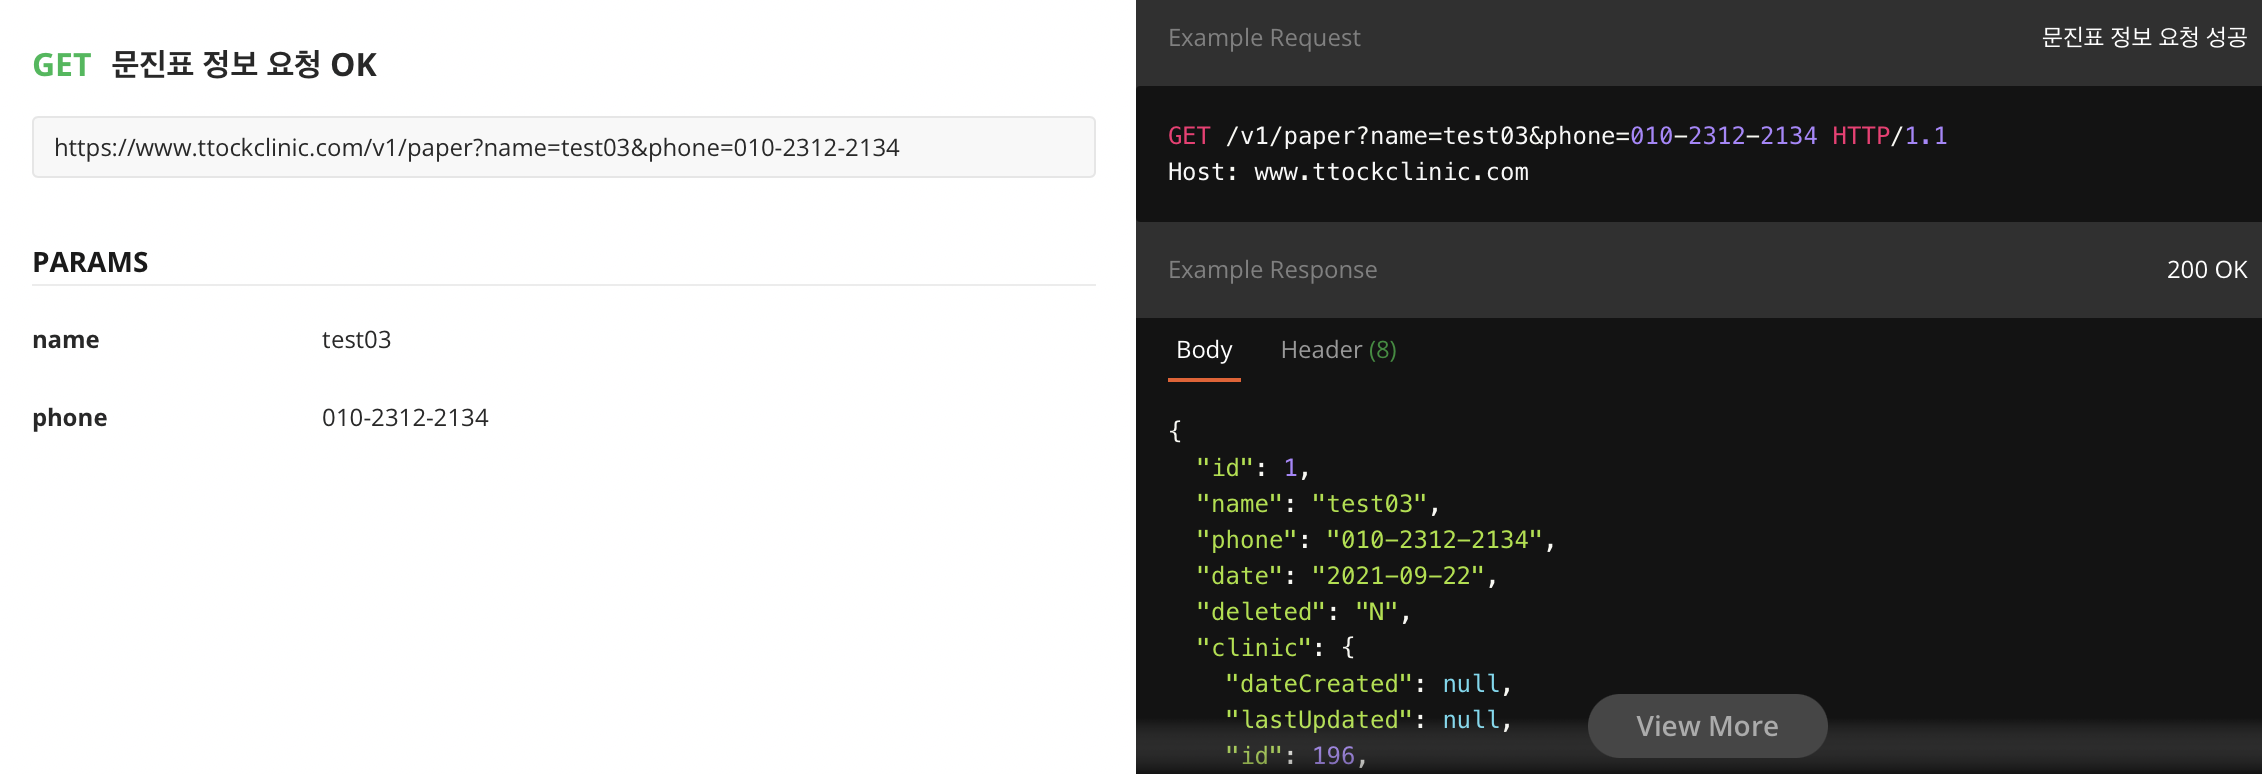 GET 문진표 정보 요청 OK
https://www.ttockclinic.com/v1/paper?name=test03&phone=010-2312-2134
PARAMS
name test03
phone 010-2312-2134
Example Request 문진표 정보 요청 성공
GET /v1/paper?name=test03&phone=010-2312-2134 HTTP/1.1
Host: www.ttockclinic.com
Example Response 200 OK
Body Header (8)
{
  "id": 1,
  "name": "test03",
  "phone": "010-2312-2134",
  "date": "2021-09-22",
  "deleted": "N",
  "clinic": {
    "dateCreated": null,
    "lastUpdated": null,
View More
    "id": 196,